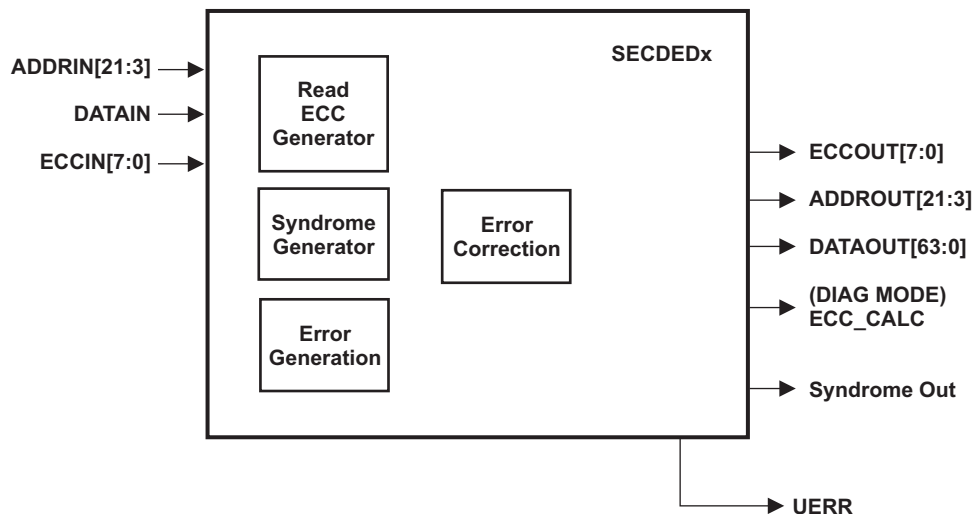 SECDEDx
ADDRIN[21:3]
DATAIN
ECCIN[7:0]
Read
ECC
Generator
Syndrome
Generator
Error
Generation
Error
Correction
ECCOUT[7:0]
ADDROUT[21:3]
DATAOUT[63:0]
(DIAG MODE)
ECC_CALC
Syndrome Out
UERR